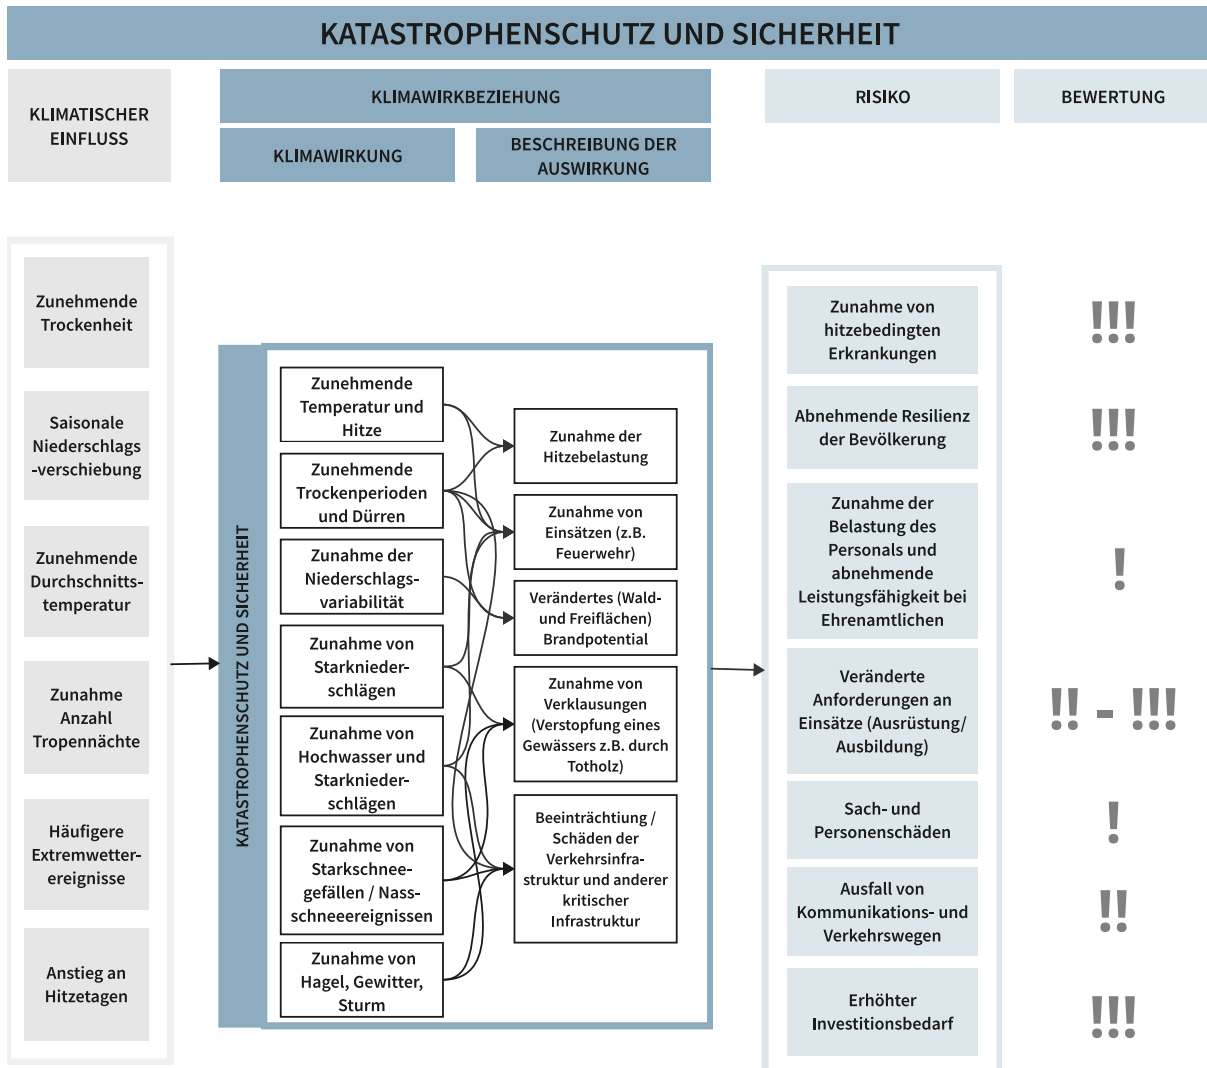 KATASTROPHENSCHUTZ UND SICHERHEIT
KLIMATISCHER
EINFLUSS
KLIMAWIRKBEZIEHUNG
KLIMAWIRKUNG
BESCHREIBUNG DER
AUSWIRKUNG
RISIKO
BEWERTUNG
Zunehmende
Trockenheit
Saisonale
Niederschlags
-verschiebung
Zunehmende
Durchschnitts-
temperatur
Zunahme
Anzahl
Tropennächte
Häufigere
Extremwetter-
ereignisse
Anstieg an
Hitzetagen
KATASTROPHENSCHUTZ UND SICHERHEIT
Zunehmende
Temperatur und
Hitze
Zunehmende
Trockenperioden
und Dürren
Zunahme der
Niederschlags-
variabilität
Zunahme von
Starknieder-
schlägen
Zunahme von
Hochwasser und
Starknieder-
schlägen
Zunahme von
Starkschnee-
gefällen / Nass-
schneeereignissen
Zunahme von
Hagel, Gewitter,
Sturm
Zunahme der
Hitzebelastung
Zunahme von
Einsätzen (z.B.
Feuerwehr)
Verändertes (Wald-
und Freiflächen)
Brandpotential
Zunahme von
Verklausungen
(Verstopfung eines
Gewässers z.B. durch
Totholz)
Beeinträchtiung /
Schäden der
Verkehrsinfra-
struktur und anderer
kritischer
Infrastruktur
Zunahme von
hitzebedingten
Erkrankungen
!!!
Abnehmende Resilienz
der Bevölkerung
!!!
Zunahme der
Belastung des
Personals und
abnehmende
Leistungsfähigkeit bei
Ehrenamtlichen
!
Veränderte
Anforderungen an
Einsätze (Ausrüstung/
Ausbildung)
!! - !!!
Sach- und
Personenschäden
!
Ausfall von
Kommunikations- und
Verkehrswegen
!!
Erhöhter
Investitionsbedarf
!!!